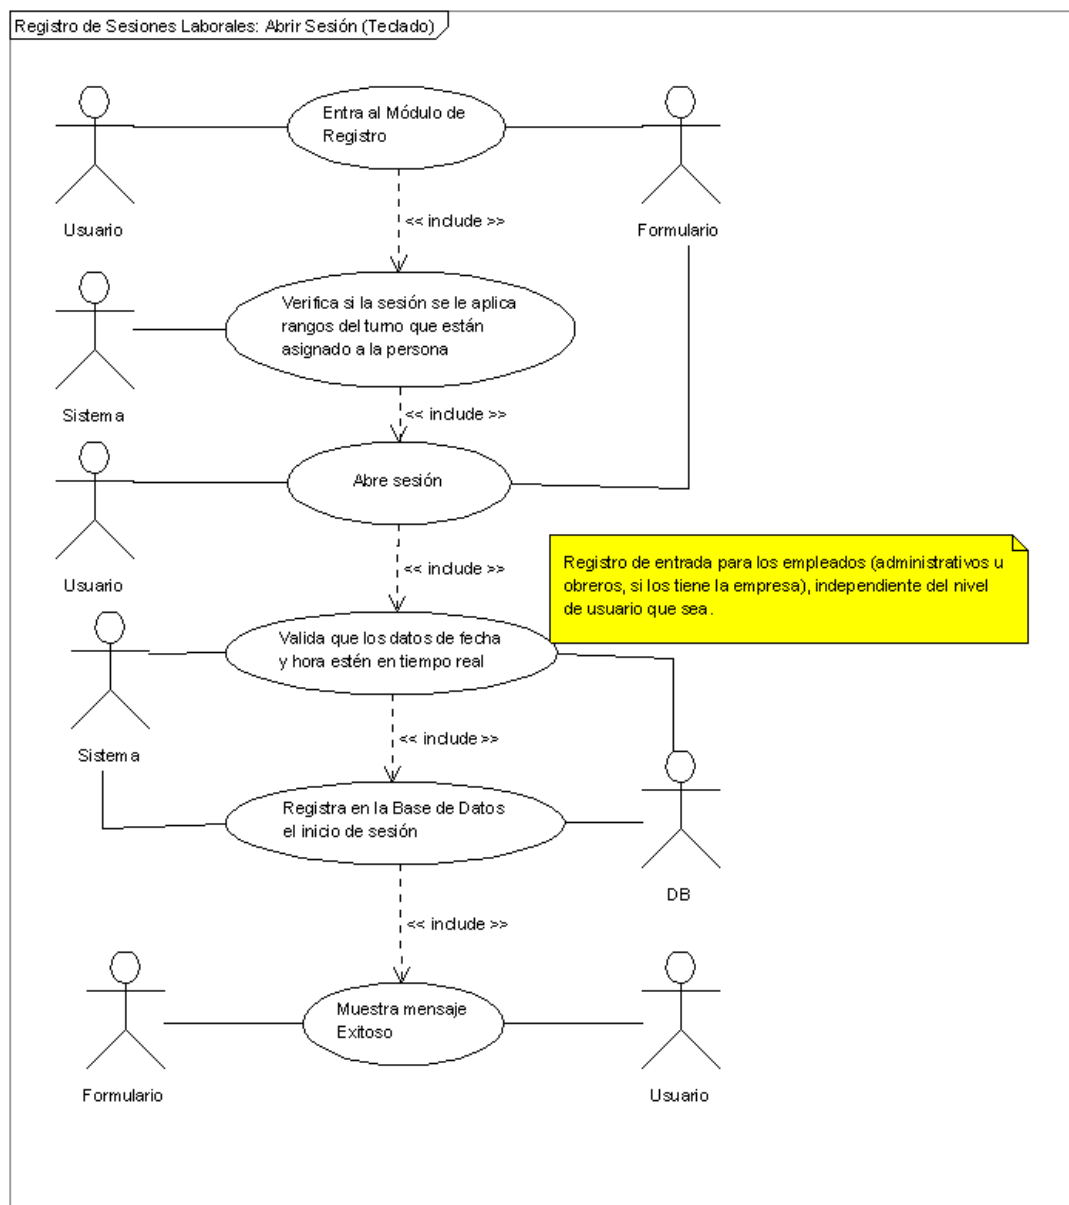 Registro de Sesiones Laborales: Abrir Sesión (Teclado)
Entra al Módulo de
Registro
Usuario
Formulario
<< include >>
Verifica si la sesión se le aplica
rangos del turno que están
asignado a la persona
Sistema
<< include >>
Abre sesión
Usuario
<< include >>
Registro de entrada para los empleados (administrativos u
obreros, si los tiene la empresa), independiente del nivel
de usuario que sea.
Valida que los datos de fecha
y hora estén en tiempo real
Sistema
<< include >>
Registra en la Base de Datos
el inicio de sesión
DB
<< include >>
Muestra mensaje
Exitoso
Formulario
Usuario